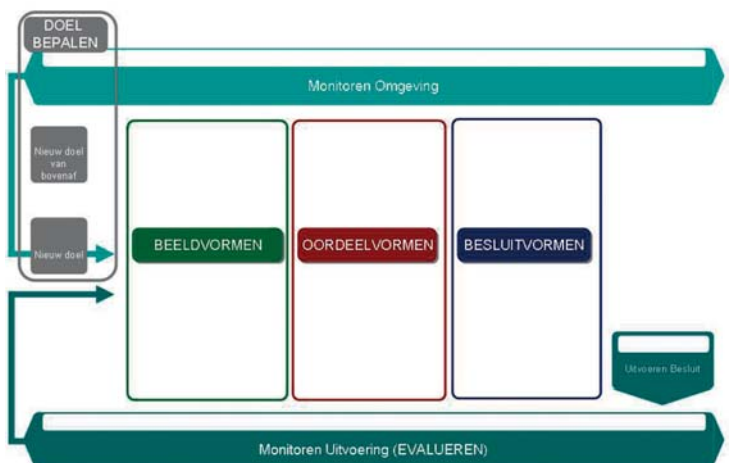 DOEL
BEPALEN
Monitoren Omgeving
Nieuw doel
van
bovenaf
Nieuw doel
BEELDVORMEN
OORDEELVORMEN
BESLUITVORMEN
Uitvoeren Besluit
Monitoren Uitvoering (EVALUEREN)